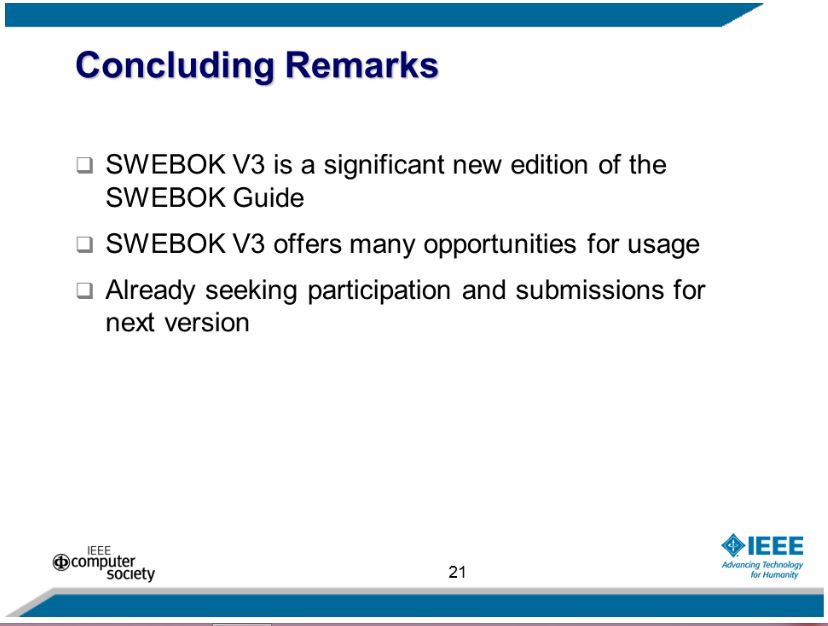 Concluding Remarks
SWEBOK V3 is a significant new edition of the
SWEBOK Guide
SWEBOK V3 offers many opportunities for usage
Already seeking participation and submissions for
next version
IEEE
computer
society
21
IEEE
Advancing Technology
for Humanity